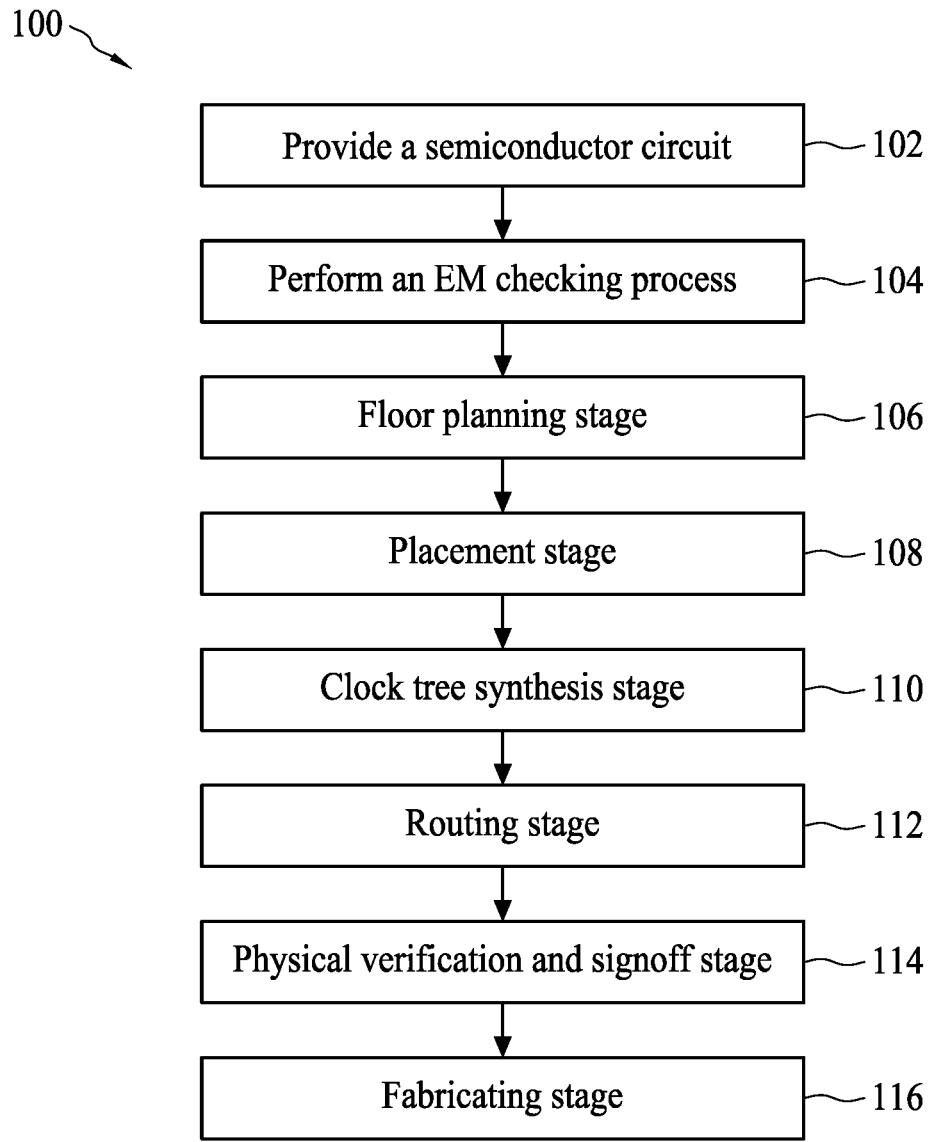 100
Provide a semiconductor circuit 102
Perform an EM checking process 104
Floor planning stage 106
Placement stage 108
Clock tree synthesis stage 110
Routing stage 112
Physical verification and signoff stage 114
Fabricating stage 116